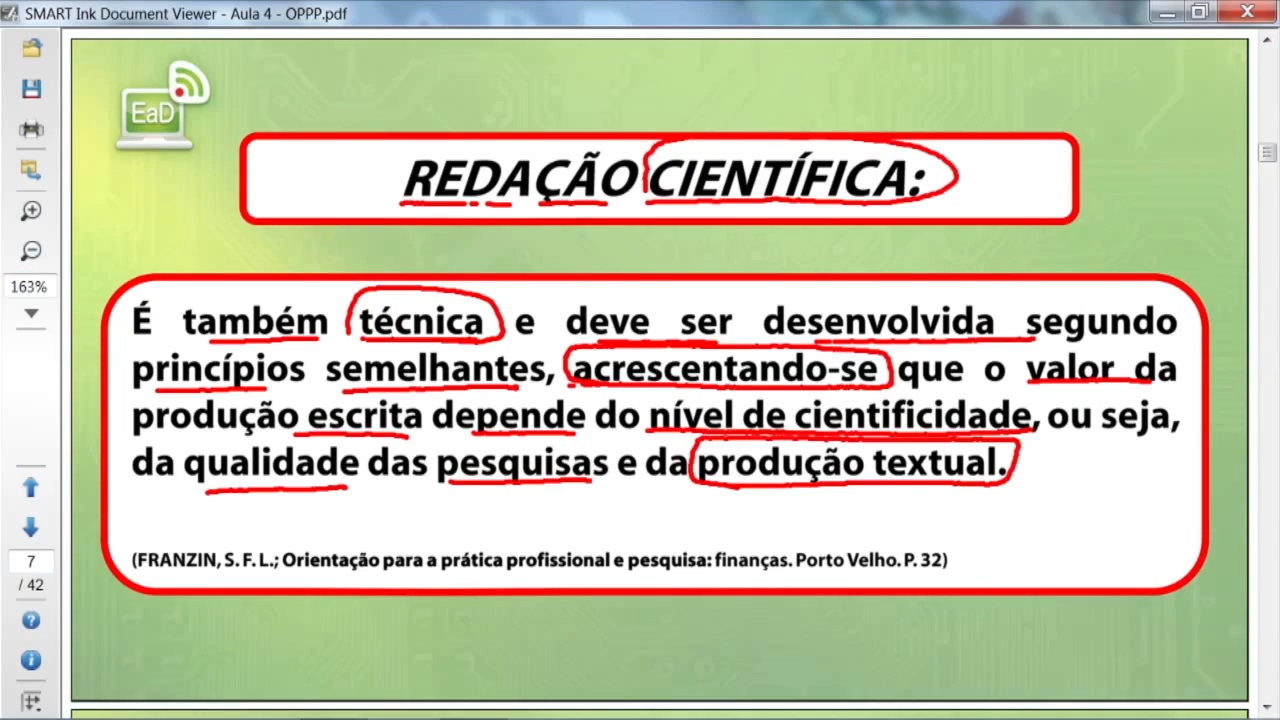 SMART Ink Document Viewer - Aula 4 - OPPP.pdf
EaD
REDAÇÃO CIENTÍFICA:
163%
É também técnica e deve ser desenvolvida segundo
princípios semelhantes, acrescentando-se que o valor da
produção escrita depende do nível de cientificidade, ou seja,
da qualidade das pesquisas e da produção textual.
(FRANZIN, S. F. L.; Orientação para a prática profissional e pesquisa: finanças. Porto Velho. P. 32)
7
/ 42